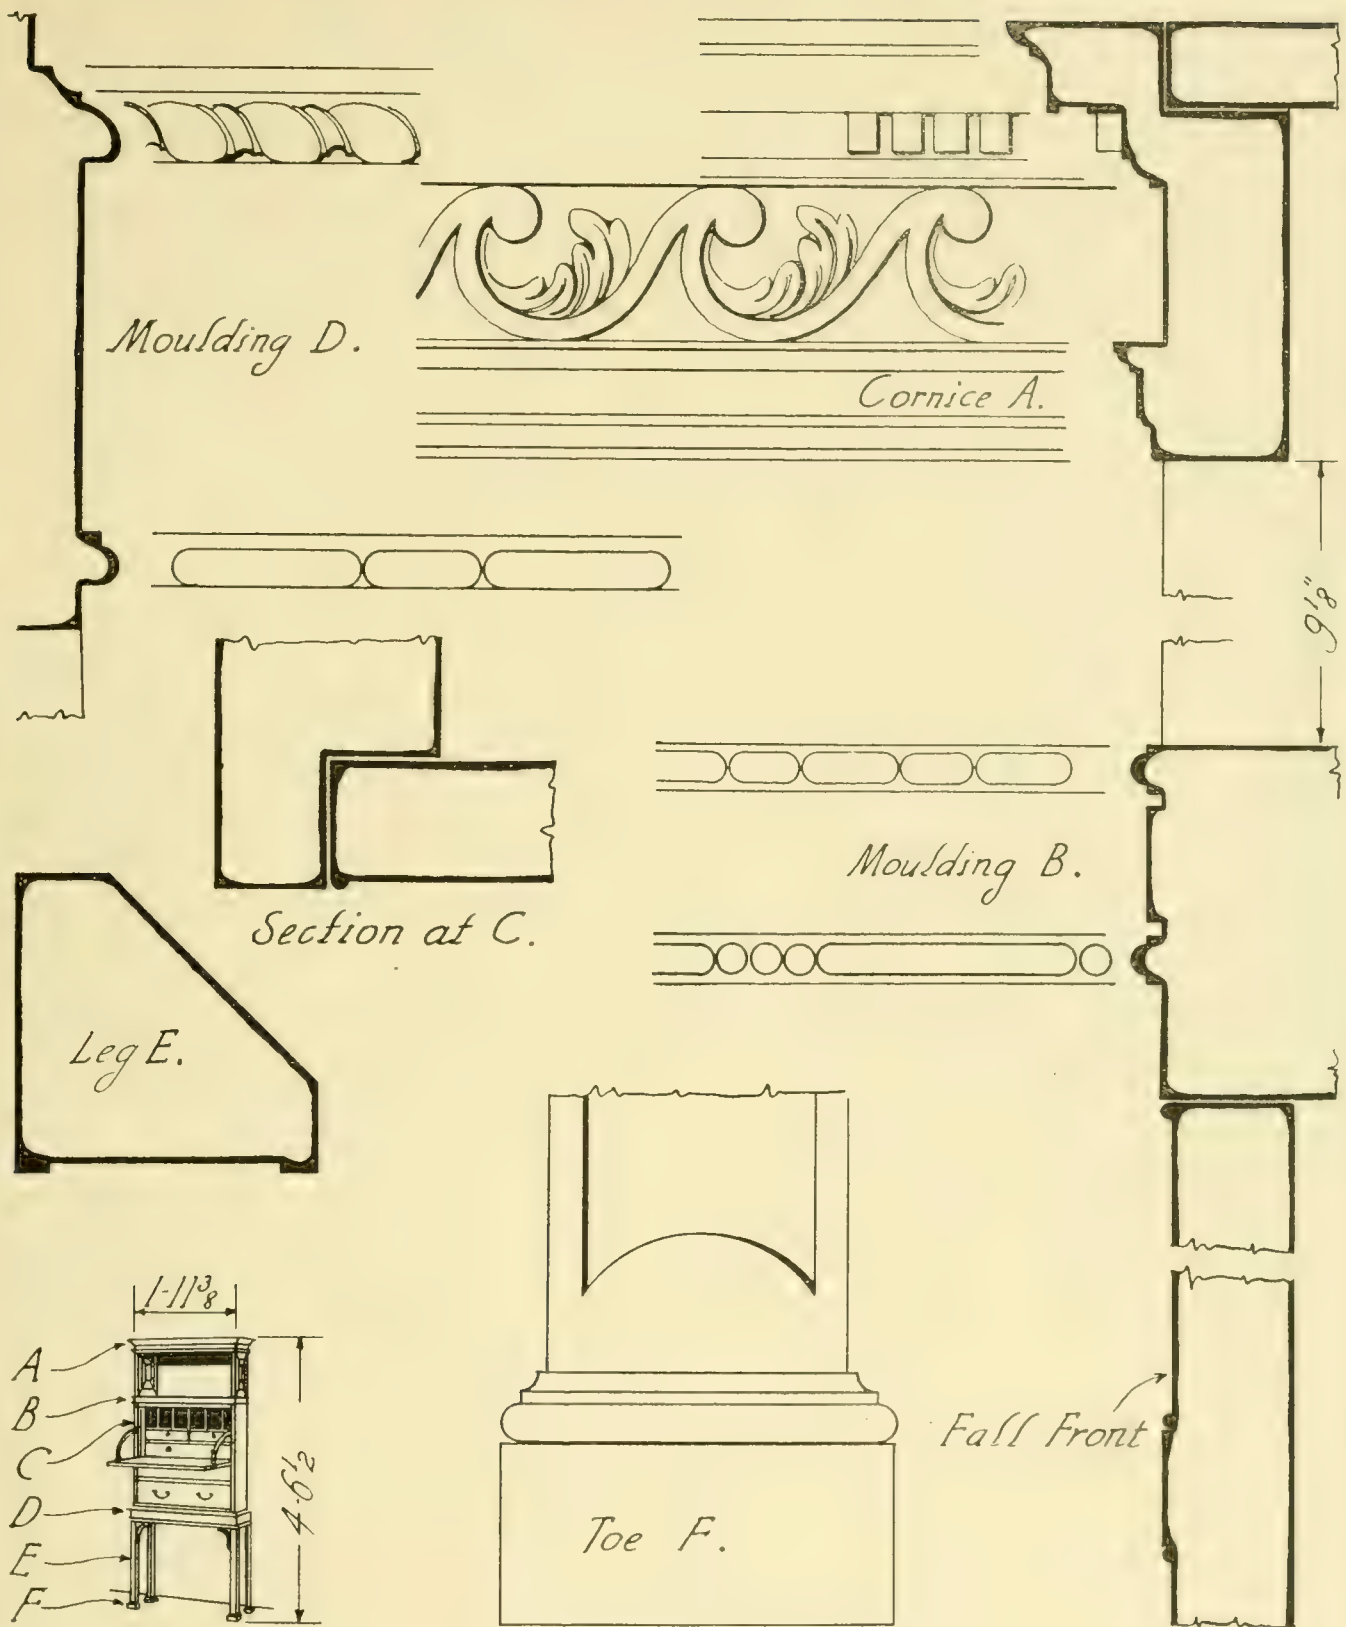 Moulding D.
Cornice A.
9 1/8"
Moulding B.
Section at C.
Leg E.
1-11 3/8
A
B
C
D
E
F
4-6 1/2
Toe F.
Fall Front